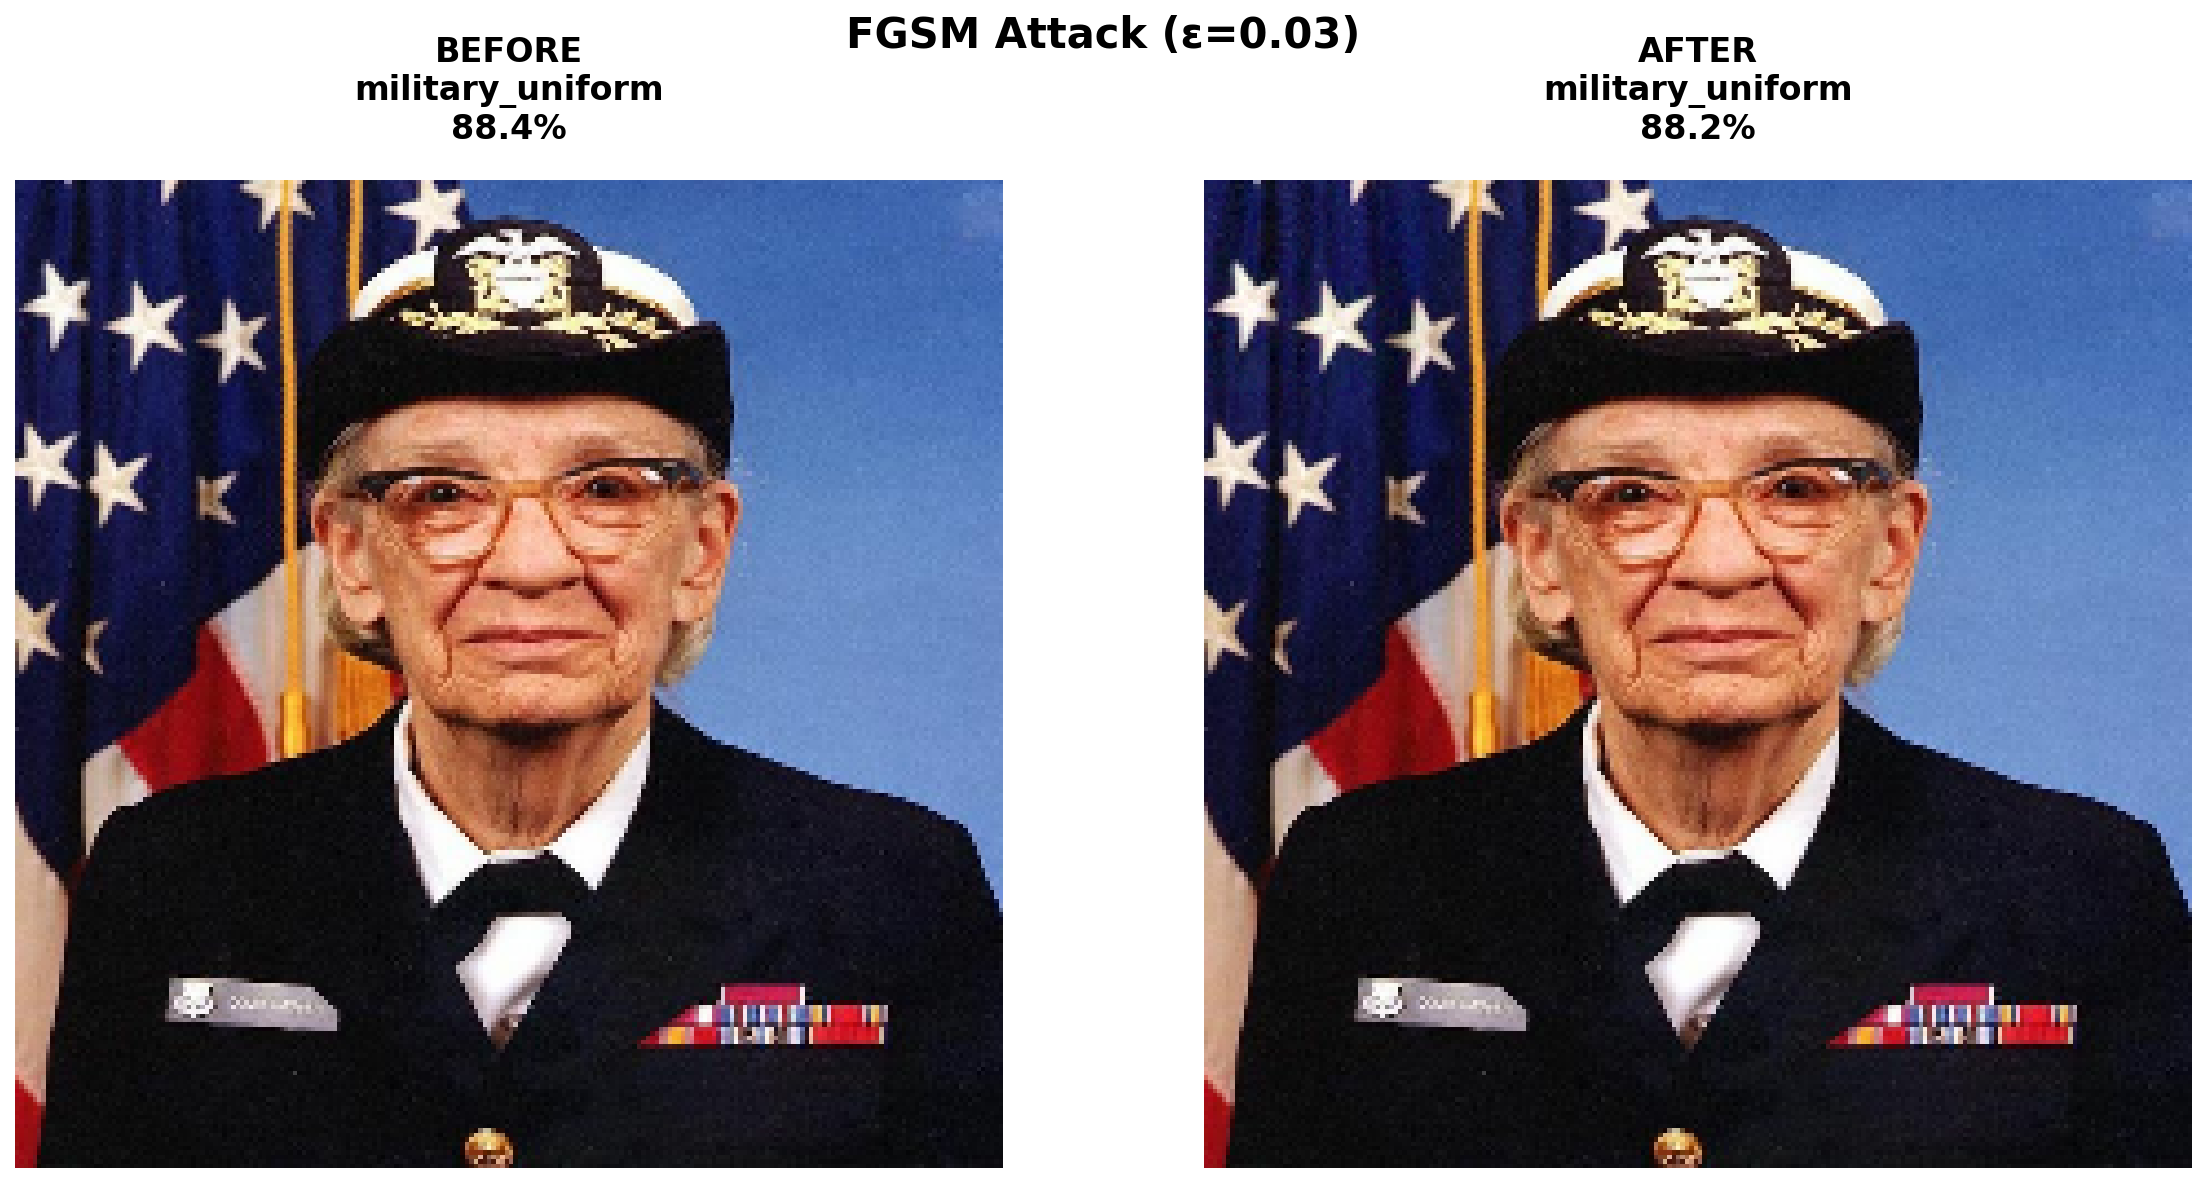 FGSM Attack (ε=0.03)
BEFORE
military_uniform
88.4%
AFTER
military_uniform
88.2%